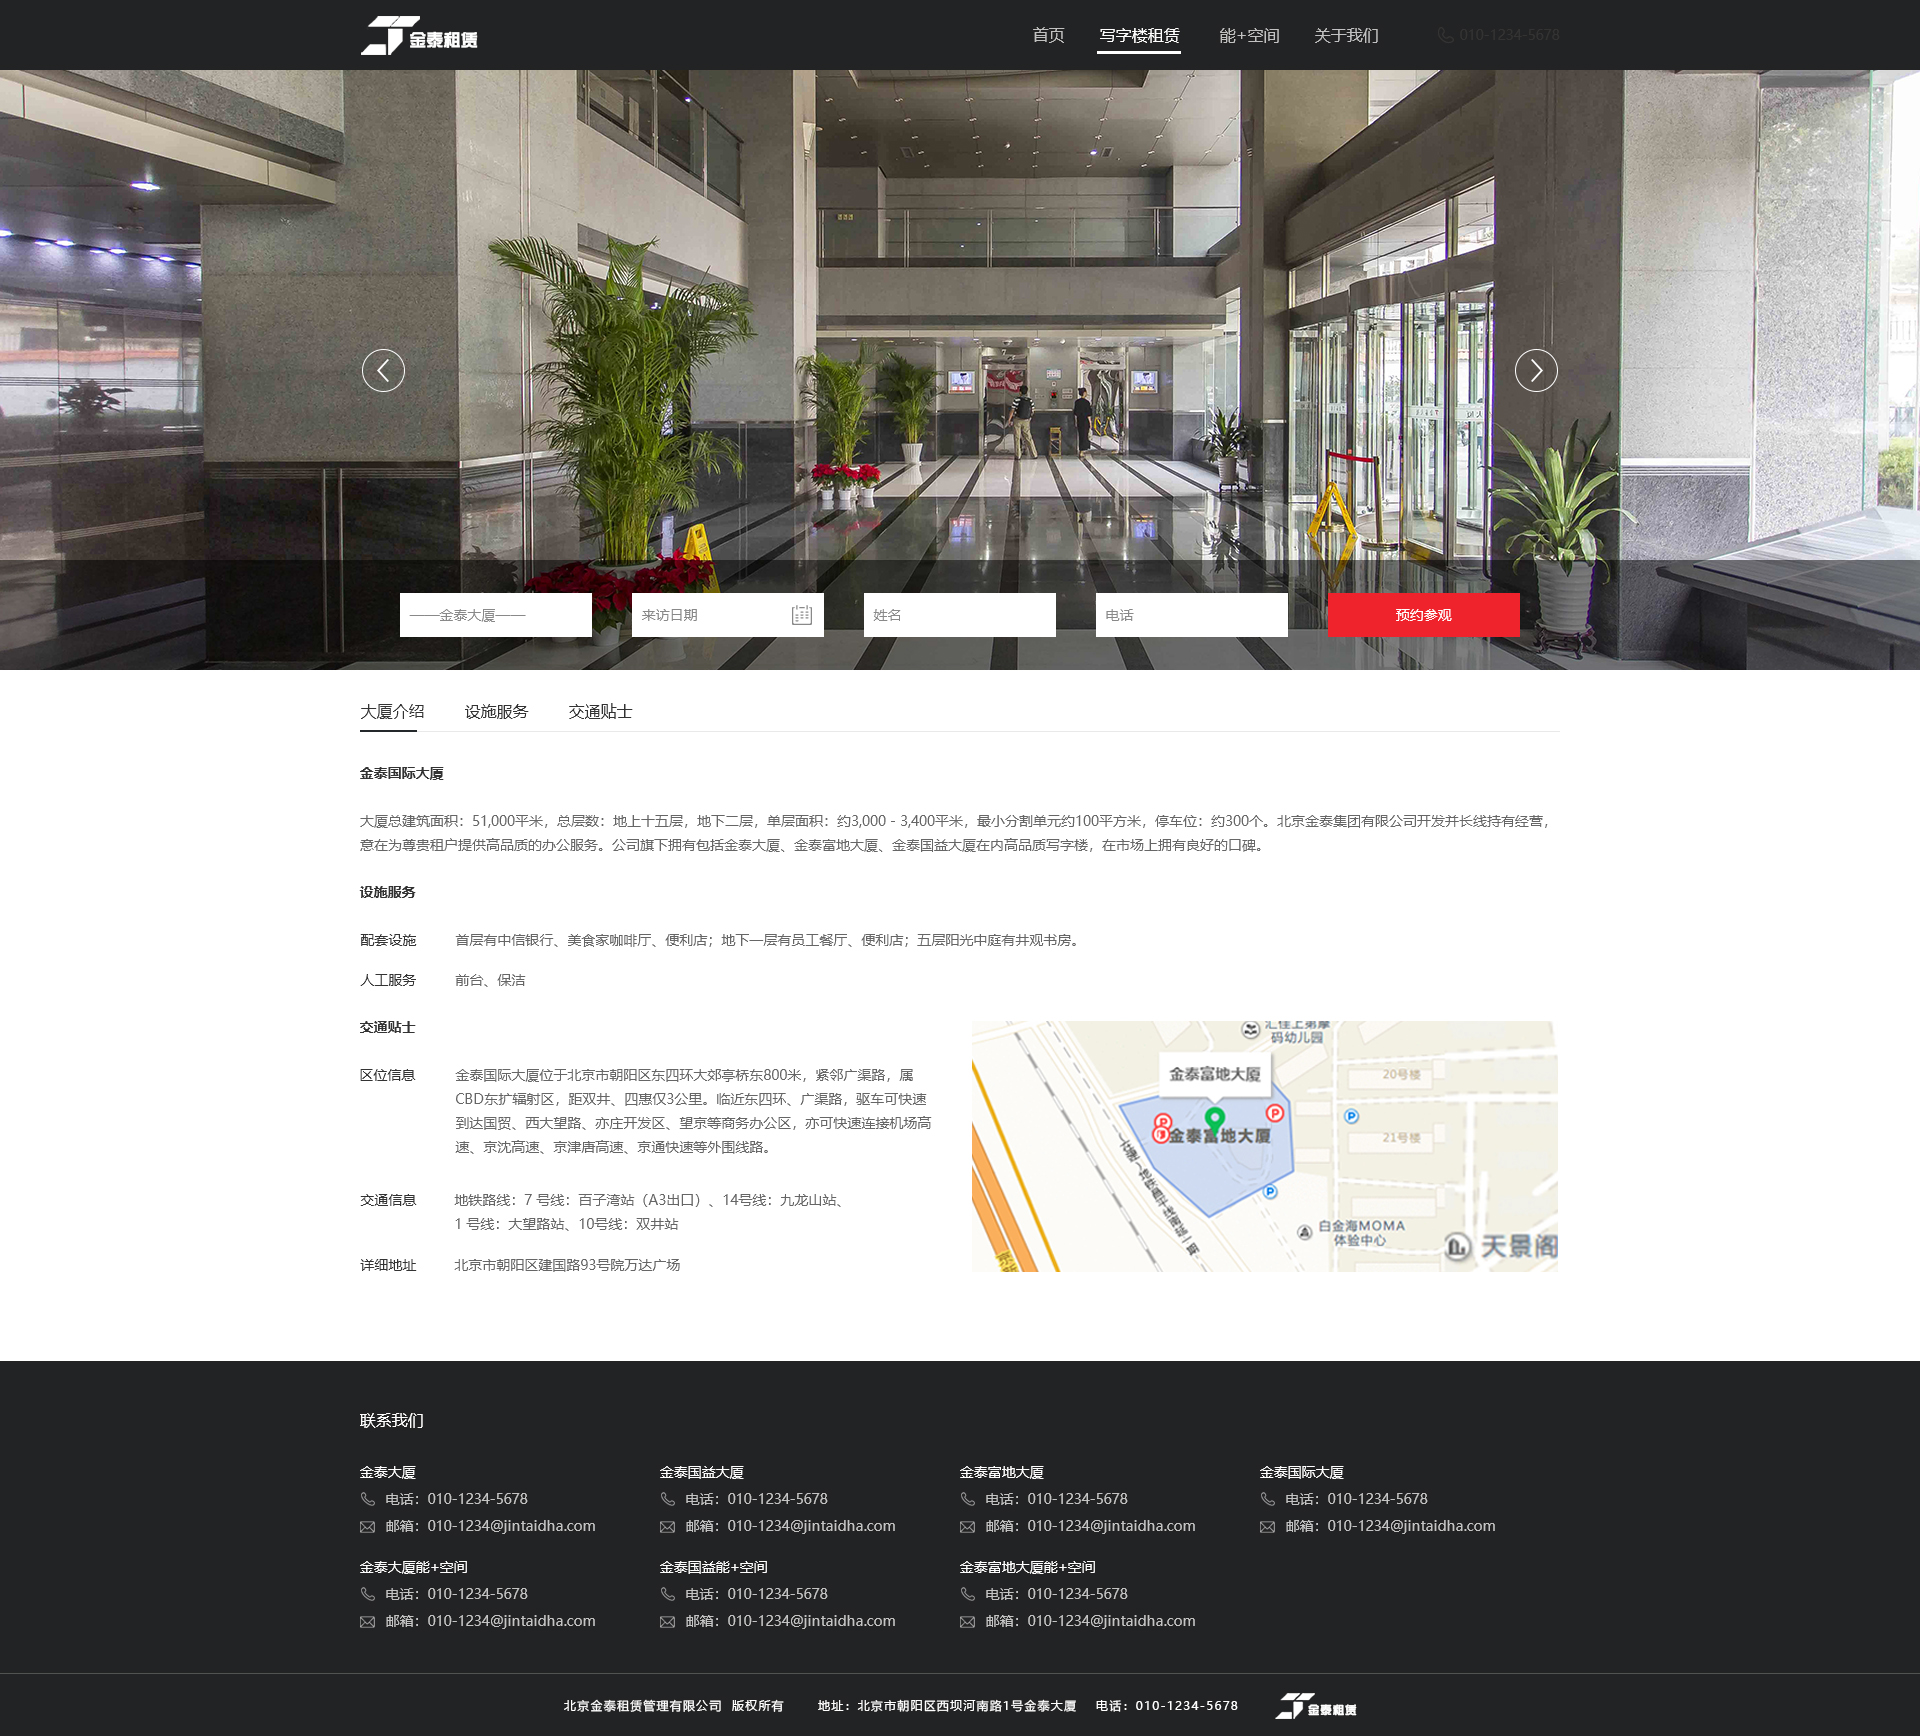 金泰租赁
首页
写字楼租赁
能+空间
关于我们
010-1234-5678
——金泰大厦——
来访日期
姓名
电话
预约参观
大厦介绍
设施服务
交通贴士
金泰国际大厦
大厦总建筑面积：51,000平米，总层数：地上十五层，地下二层，单层面积：约3,000 - 3,400平米，最小分割单元约100平方米，停车位：约300个。北京金泰集团有限公司开发并长线持有经营，
意在为尊贵租户提供高品质的办公服务。公司旗下拥有包括金泰大厦、金泰富地大厦、金泰国益大厦在内高品质写字楼，在市场上拥有良好的口碑。
设施服务
配套设施
首层有中信银行、美食家咖啡厅、便利店；地下一层有员工餐厅、便利店；五层阳光中庭有井观书房。
人工服务
前台、保洁
交通贴士
区位信息
金泰国际大厦位于北京市朝阳区东四环大郊亭桥东800米，紧邻广渠路，属
CBD东扩辐射区，距双井、四惠仅3公里。临近东四环、广渠路，驱车可快速
到达国贸、西大望路、亦庄开发区、望京等商务办公区，亦可快速连接机场高
速、京沈高速、京津唐高速、京通快速等外围线路。
交通信息
地铁路线：7 号线：百子湾站（A3出口）、14号线：九龙山站、
1 号线：大望路站、10号线：双井站
详细地址
北京市朝阳区建国路93号院万达广场
汇佳上第摩
码幼儿园
金泰富地大厦
20号楼
P
P
P
金泰富地大厦
21号楼
P
白金海MOMA
体验中心
天景阁
联系我们
金泰大厦
电话：010-1234-5678
邮箱：010-1234@jintaidha.com
金泰国益大厦
电话：010-1234-5678
邮箱：010-1234@jintaidha.com
金泰富地大厦
电话：010-1234-5678
邮箱：010-1234@jintaidha.com
金泰国际大厦
电话：010-1234-5678
邮箱：010-1234@jintaidha.com
金泰大厦能+空间
电话：010-1234-5678
邮箱：010-1234@jintaidha.com
金泰国益能+空间
电话：010-1234-5678
邮箱：010-1234@jintaidha.com
金泰富地大厦能+空间
电话：010-1234-5678
邮箱：010-1234@jintaidha.com
北京金泰租赁管理有限公司 版权所有
地址：北京市朝阳区西坝河南路1号金泰大厦
电话：010-1234-5678
金泰租赁